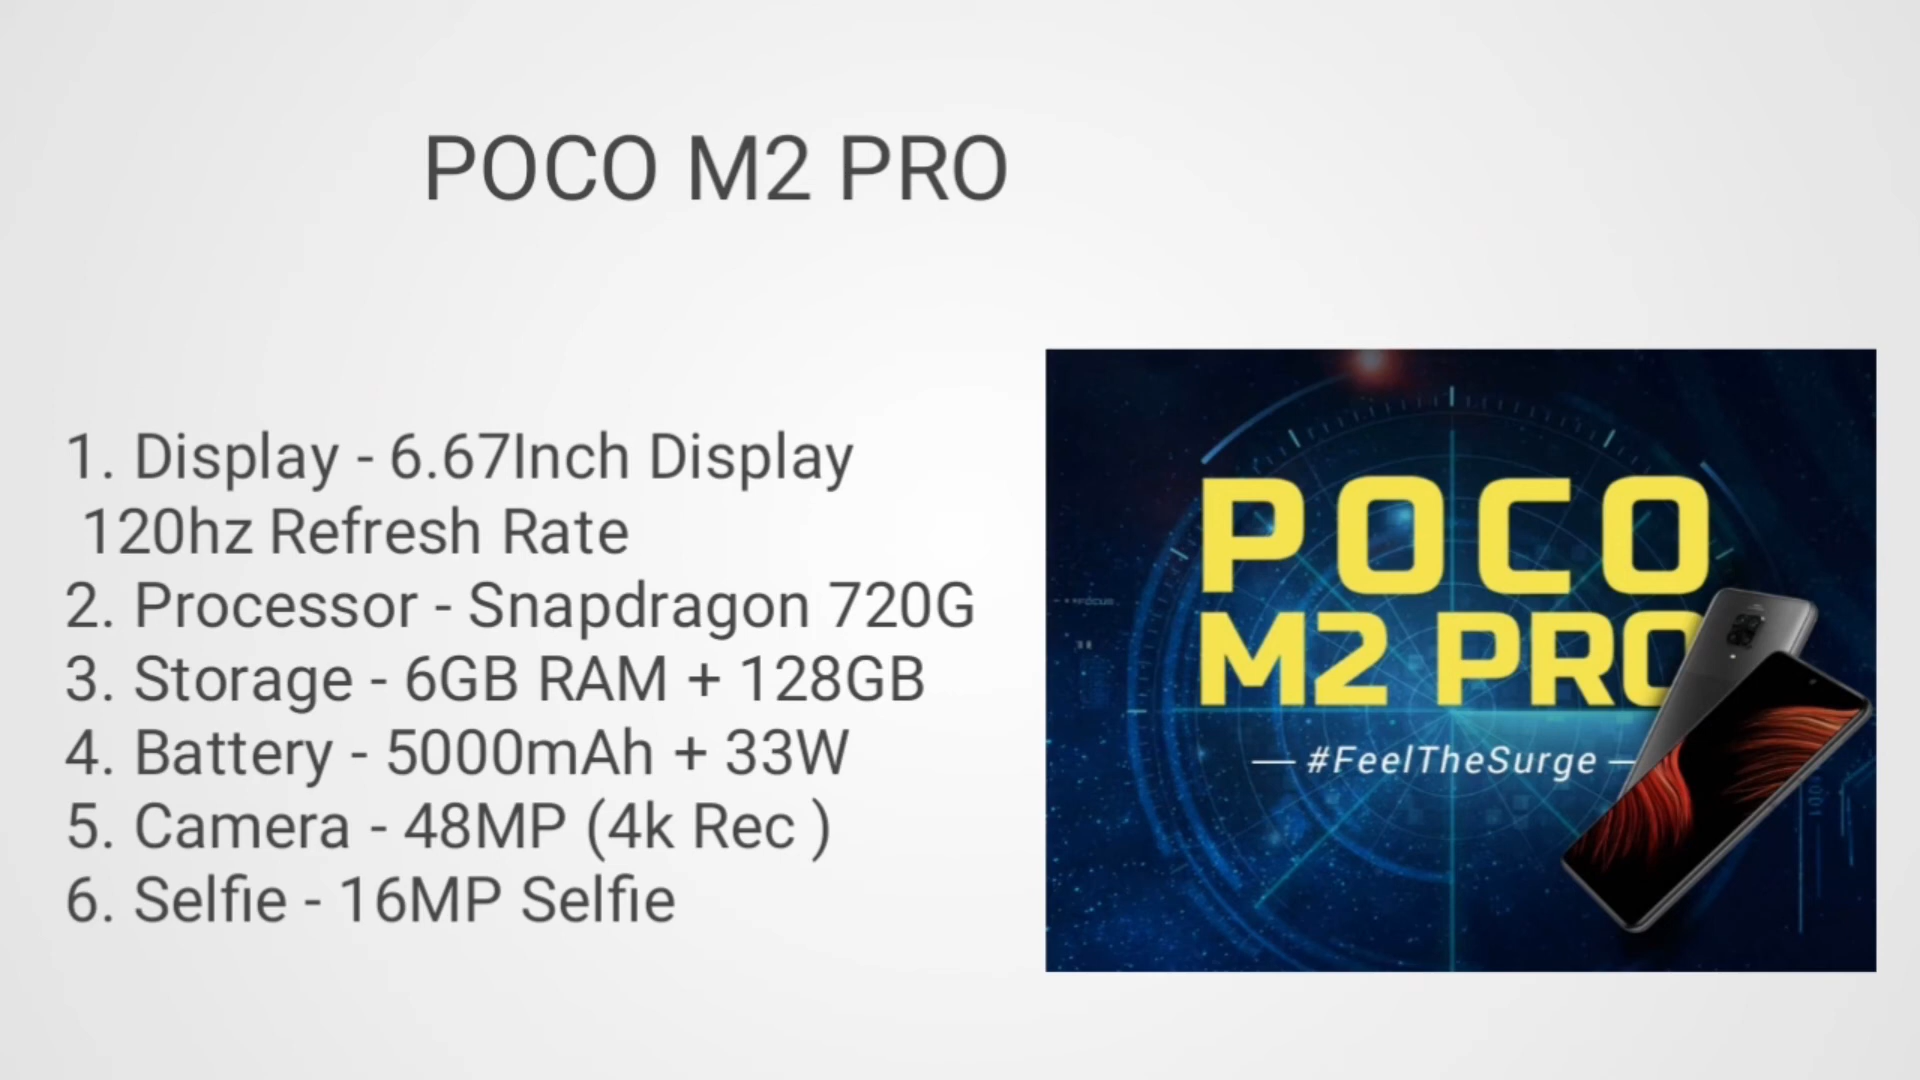 POCO M2 PRO
1. Display - 6.67Inch Display
120hz Refresh Rate
2. Processor - Snapdragon 720G
3. Storage - 6GB RAM + 128GB
4. Battery - 5000mAh + 33W
5. Camera - 48MP (4k Rec )
6. Selfie - 16MP Selfie
POCO
M2 PRO
#FeelTheSurge